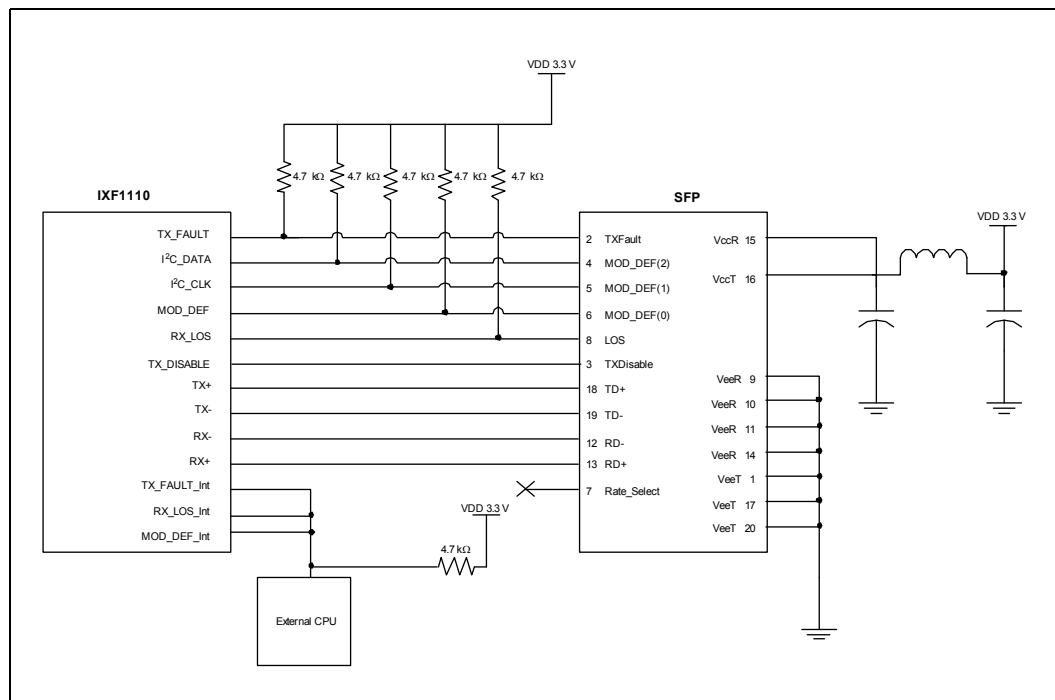 VDD 3.3 V
4.7 kΩ 4.7 kΩ 4.7 kΩ 4.7 kΩ 4.7 kΩ
IXF1110
TX_FAULT
I²C_DATA
I²C_CLK
MOD_DEF
RX_LOS
TX_DISABLE
TX+
TX-
RX-
RX+
TX_FAULT_Int
RX_LOS_Int
MOD_DEF_Int
SFP
2 TXFault
4 MOD_DEF(2)
5 MOD_DEF(1)
6 MOD_DEF(0)
8 LOS
3 TXDisable
18 TD+
19 TD-
12 RD-
13 RD+
7 Rate_Select
VccR 15
VccT 16
VeeR 9
VeeR 10
VeeR 11
VeeR 14
VeeT 1
VeeT 17
VeeT 20
VDD 3.3 V
VDD 3.3 V
4.7 kΩ
External CPU